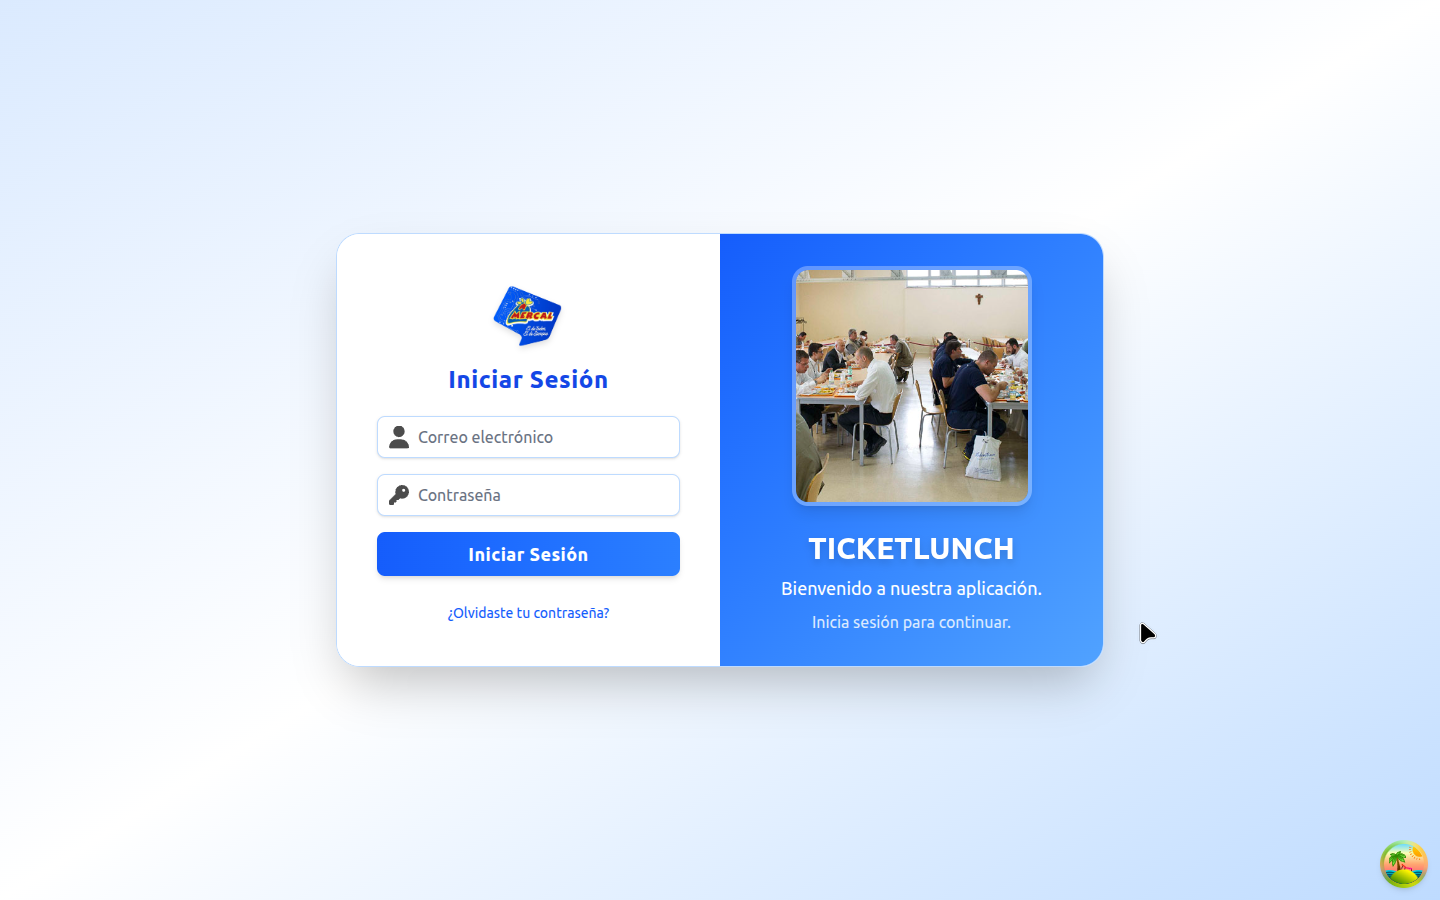 MERCAL
Iniciar Sesión
Correo electrónico
Contraseña
Iniciar Sesión
¿Olvidaste tu contraseña?
TICKETLUNCH
Bienvenido a nuestra aplicación.
Inicia sesión para continuar.